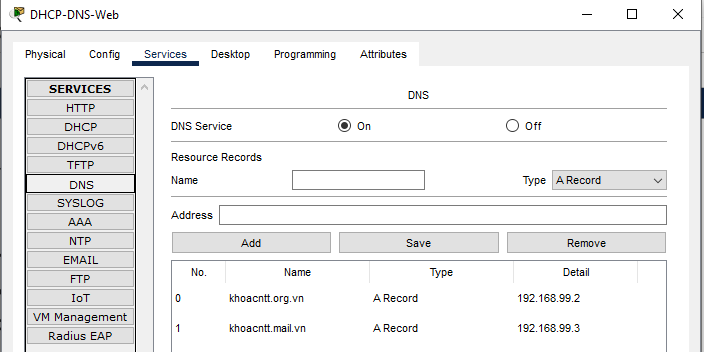 DHCP-DNS-Web
Physical Config Services Desktop Programming Attributes
SERVICES
HTTP
DHCP
DHCPv6
TFTP
DNS
SYSLOG
AAA
NTP
EMAIL
FTP
IoT
VM Management
Radius EAP
DNS
DNS Service On Off
Resource Records
Name Type A Record
Address
Add Save Remove
No. Name Type Detail
0 khoacntt.org.vn A Record 192.168.99.2
1 khoacntt.mail.vn A Record 192.168.99.3